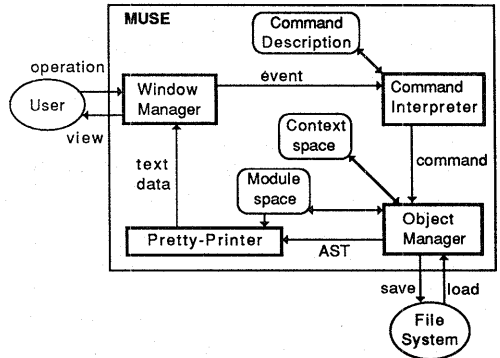 MUSE
Command
Description
operation
event
User
Window
Manager
Command
Interpreter
view
Context
space
command
text
data
Module
space
Object
Manager
Pretty-Printer
AST
save
load
File
System